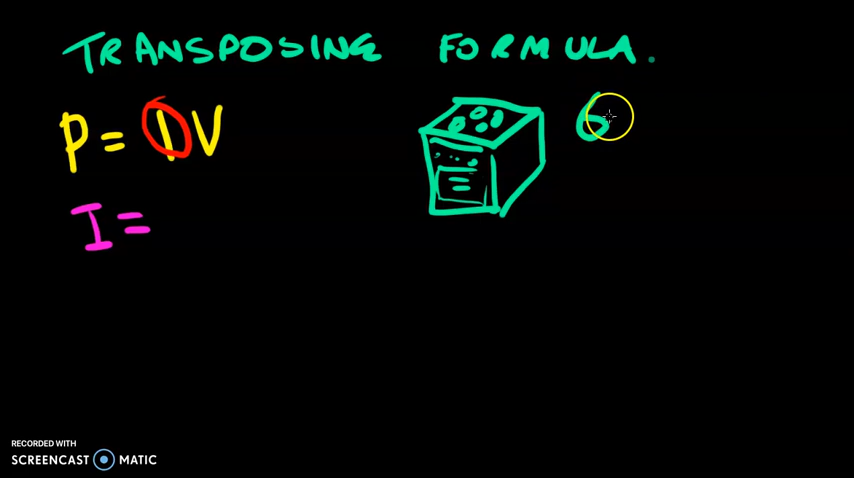 TRANSPOSING FORMULA.
P = IV
6
I =
RECORDED WITH
SCREENCAST MATIC